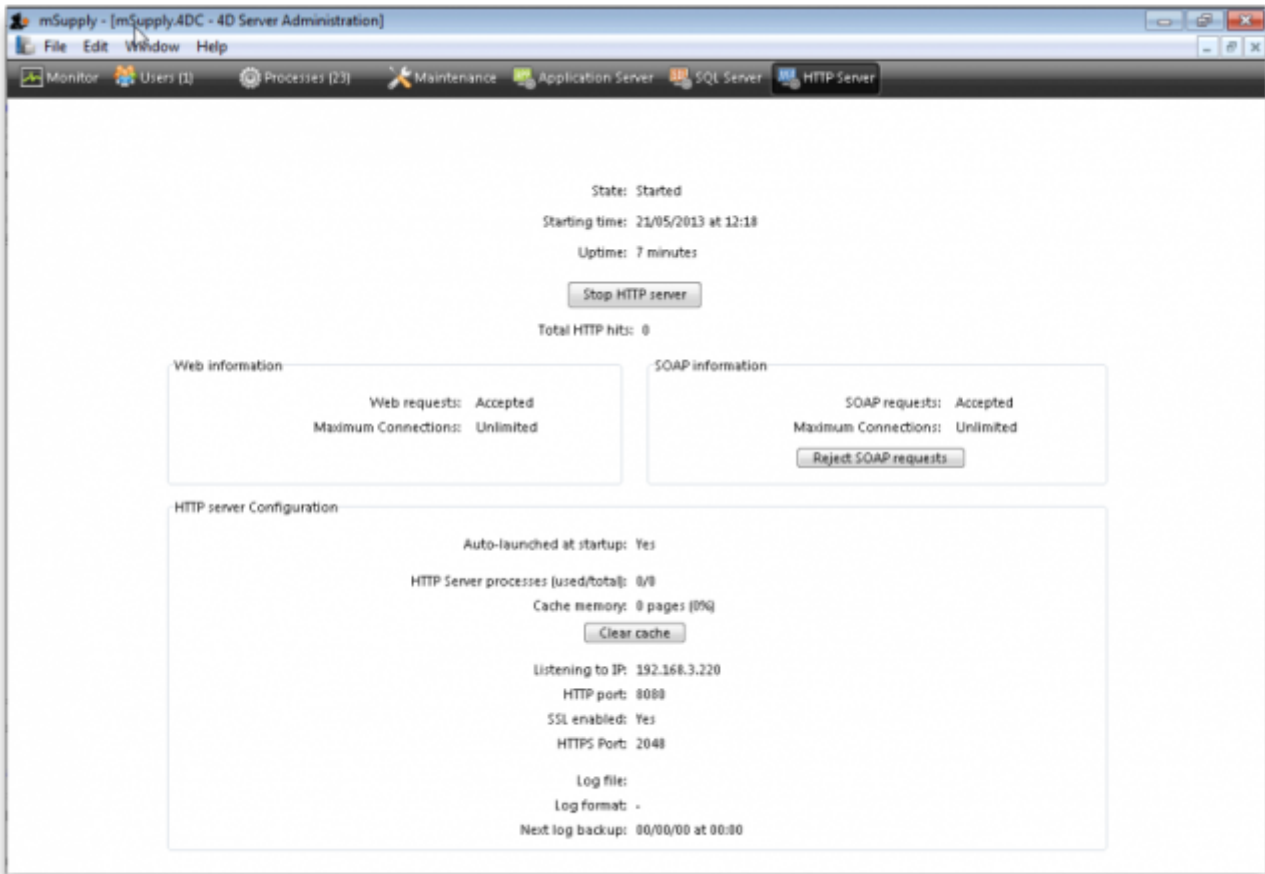 mSupply - [mSupply.4DC - 4D Server Administration]
File Edit Window Help
Monitor Users (1) Processes (23) Maintenance Application Server SQL Server HTTP Server
State: Started
Starting time: 21/05/2013 at 12:18
Uptime: 7 minutes
Stop HTTP server
Total HTTP hits: 0
Web information
Web requests: Accepted
Maximum Connections: Unlimited
SOAP information
SOAP requests: Accepted
Maximum Connections: Unlimited
Reject SOAP requests
HTTP server Configuration
Auto-launched at startup: Yes
HTTP Server processes (used/total): 0/0
Cache memory: 0 pages (0%)
Clear cache
Listening to IP: 192.168.3.220
HTTP port: 8080
SSL enabled: Yes
HTTPS Port: 2048
Log file:
Log format: -
Next log backup: 00/00/00 at 00:00